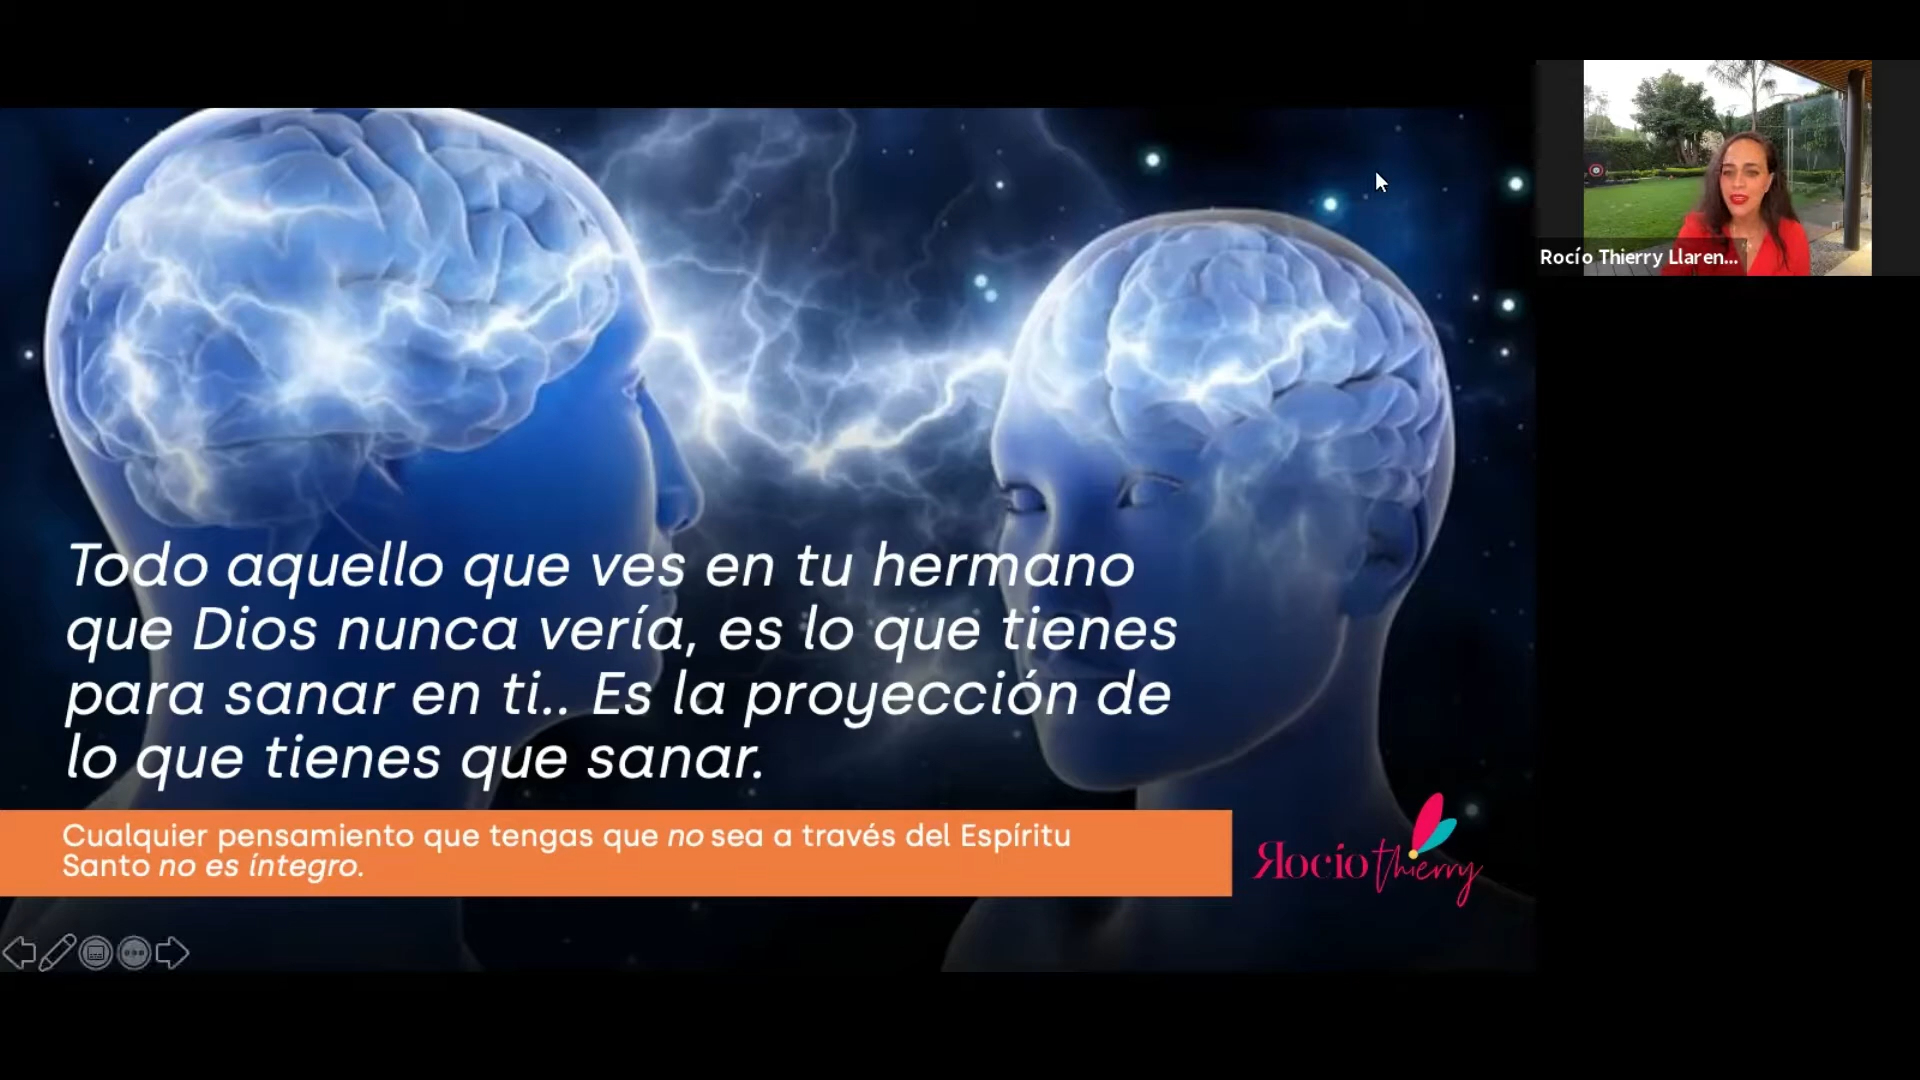 Rocío Thierry Llaren...
Todo aquello que ves en tu hermano
que Dios nunca vería, es lo que tienes
para sanar en ti.. Es la proyección de
lo que tienes que sanar.
Cualquier pensamiento que tengas que no sea a través del Espíritu
Santo no es íntegro.
Rocío Thierry